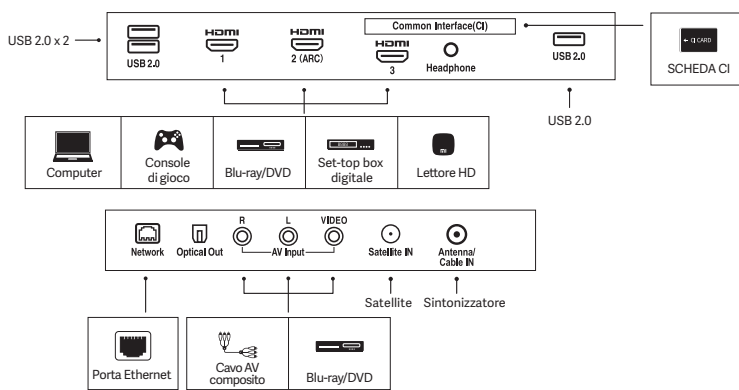 Common Interface(CI)
USB 2.0 x 2
USB 2.0
HDMI
1
HDMI
2 (ARC)
HDMI
3
Headphone
USB 2.0
← CI CARD
SCHEDA CI
USB 2.0
Computer
Console
di gioco
Blu-ray/DVD
Set-top box
digitale
mi
Lettore HD
Network
Optical Out
R
L
VIDEO
AV Input
Satellite IN
Antenna/
Cable IN
Satellite
Sintonizzatore
Porta Ethernet
Cavo AV
composito
Blu-ray/DVD